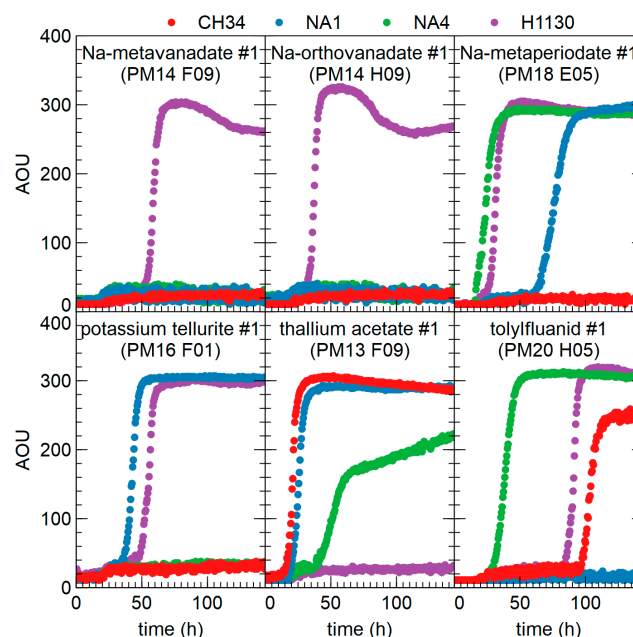 CH34 NA1 NA4 H1130
Na-metavanadate #1
(PM14 F09)
Na-orthovanadate #1
(PM14 H09)
Na-metaperiodate #1
(PM18 E05)
400
300
200
100
0
AOU
potassium tellurite #1
(PM16 F01)
thallium acetate #1
(PM13 F09)
tolylfluanid #1
(PM20 H05)
400
300
200
100
0
AOU
0 50 100
0 50 100
0 50 100
time (h) time (h) time (h)